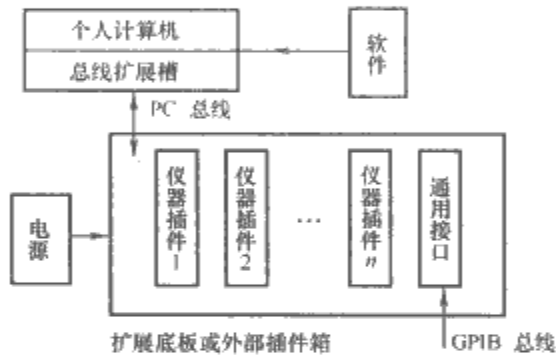 个人计算机
总线扩展槽
软件
PC 总线
电源
仪器插件1
仪器插件2
…
仪器插件n
通用接口
扩展底板或外部插件箱
GPIB 总线